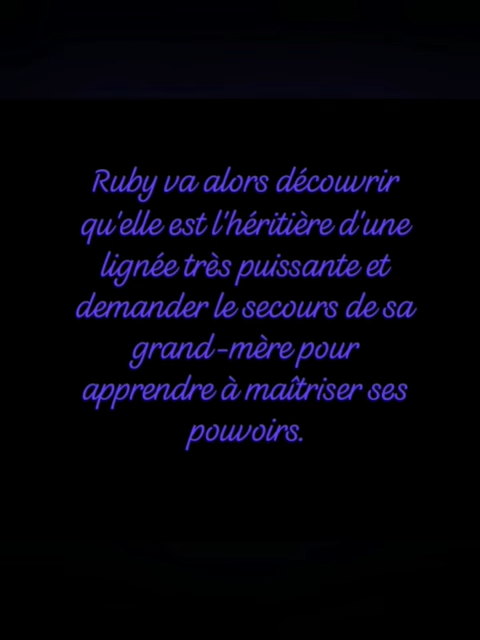 Ruby va alors découvrir
qu'elle est l'héritière d'une
lignée très puissante et
demander le secours de sa
grand-mère pour
apprendre à maîtriser ses
pouvoirs.